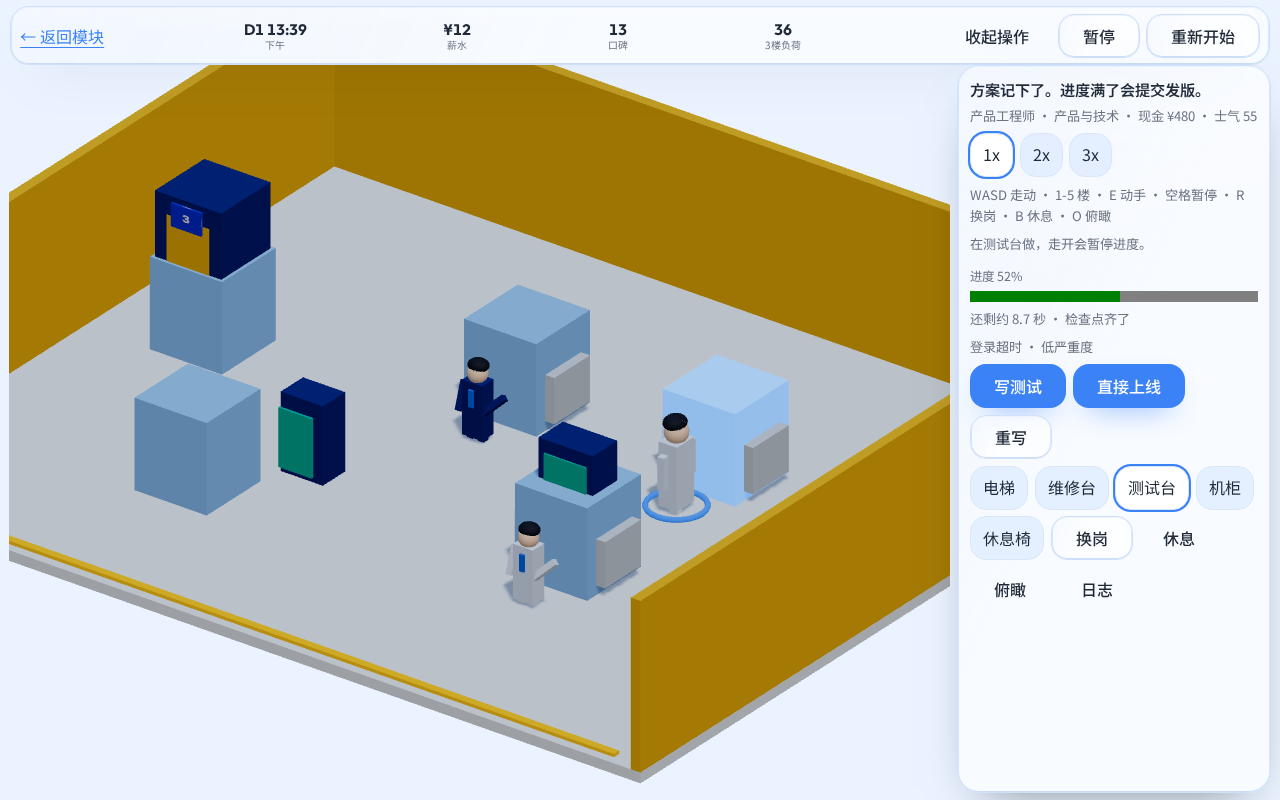 ← 返回模块
D1 13:39
下午
¥12
薪水
13
口碑
36
3楼负荷
收起操作
暂停
重新开始
方案记下了。进度满了会提交发版。
产品工程师 · 产品与技术 · 现金 ¥480 · 士气 55
1x
2x
3x
WASD 走动 · 1-5 楼 · E 动手 · 空格暂停 · R
换岗 · B 休息 · O 俯瞰
在测试台做，走开会暂停进度。
进度 52%
还剩约 8.7 秒 · 检查点齐了
登录超时 · 低严重度
写测试
直接上线
重写
电梯
维修台
测试台
机柜
休息椅
换岗
休息
俯瞰
日志
3